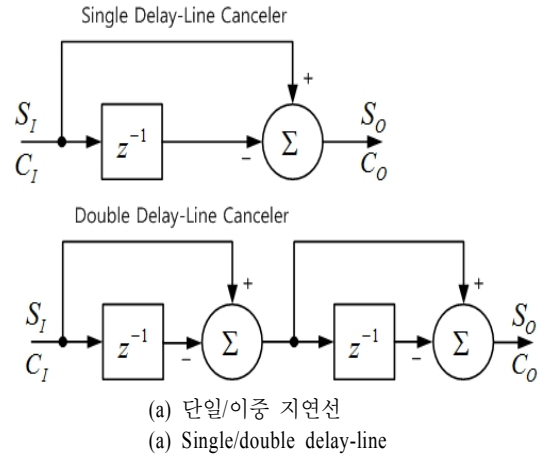 Single Delay-Line Canceler
+
S_I
C_I
z^{-1}
−
Σ
S_O
C_O
Double Delay-Line Canceler
+
+
S_I
C_I
z^{-1}
−
Σ
z^{-1}
−
Σ
S_O
C_O
(a) 단일/이중 지연선
(a) Single/double delay-line